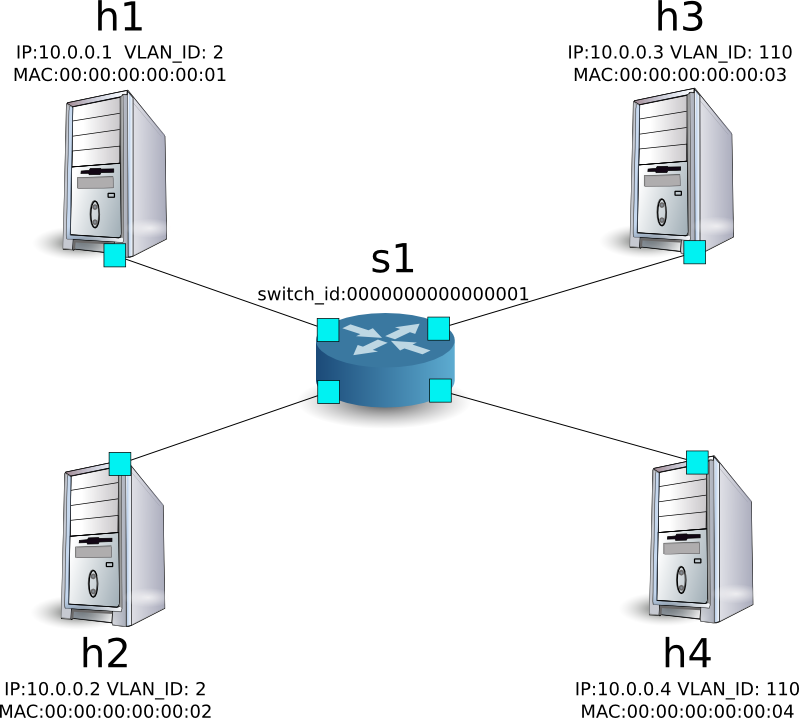 h1
IP:10.0.0.1  VLAN_ID: 2
MAC:00:00:00:00:00:01
h3
IP:10.0.0.3 VLAN_ID: 110
MAC:00:00:00:00:00:03
s1
switch_id:0000000000000001
h2
IP:10.0.0.2 VLAN_ID: 2
MAC:00:00:00:00:00:02
h4
IP:10.0.0.4 VLAN_ID: 110
MAC:00:00:00:00:00:04